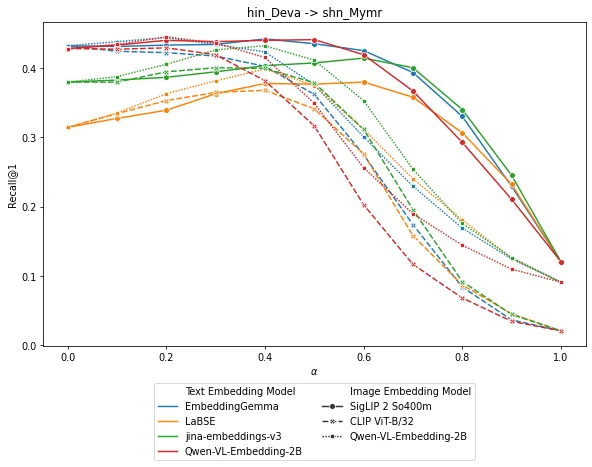 hin_Deva -> shn_Mymr
Recall@1
0.4
0.3
0.2
0.1
0.0
0.0 0.2 0.4 0.6 0.8 1.0
α
Text Embedding Model
EmbeddingGemma
LaBSE
jina-embeddings-v3
Qwen-VL-Embedding-2B
Image Embedding Model
SigLIP 2 So400m
CLIP ViT-B/32
Qwen-VL-Embedding-2B